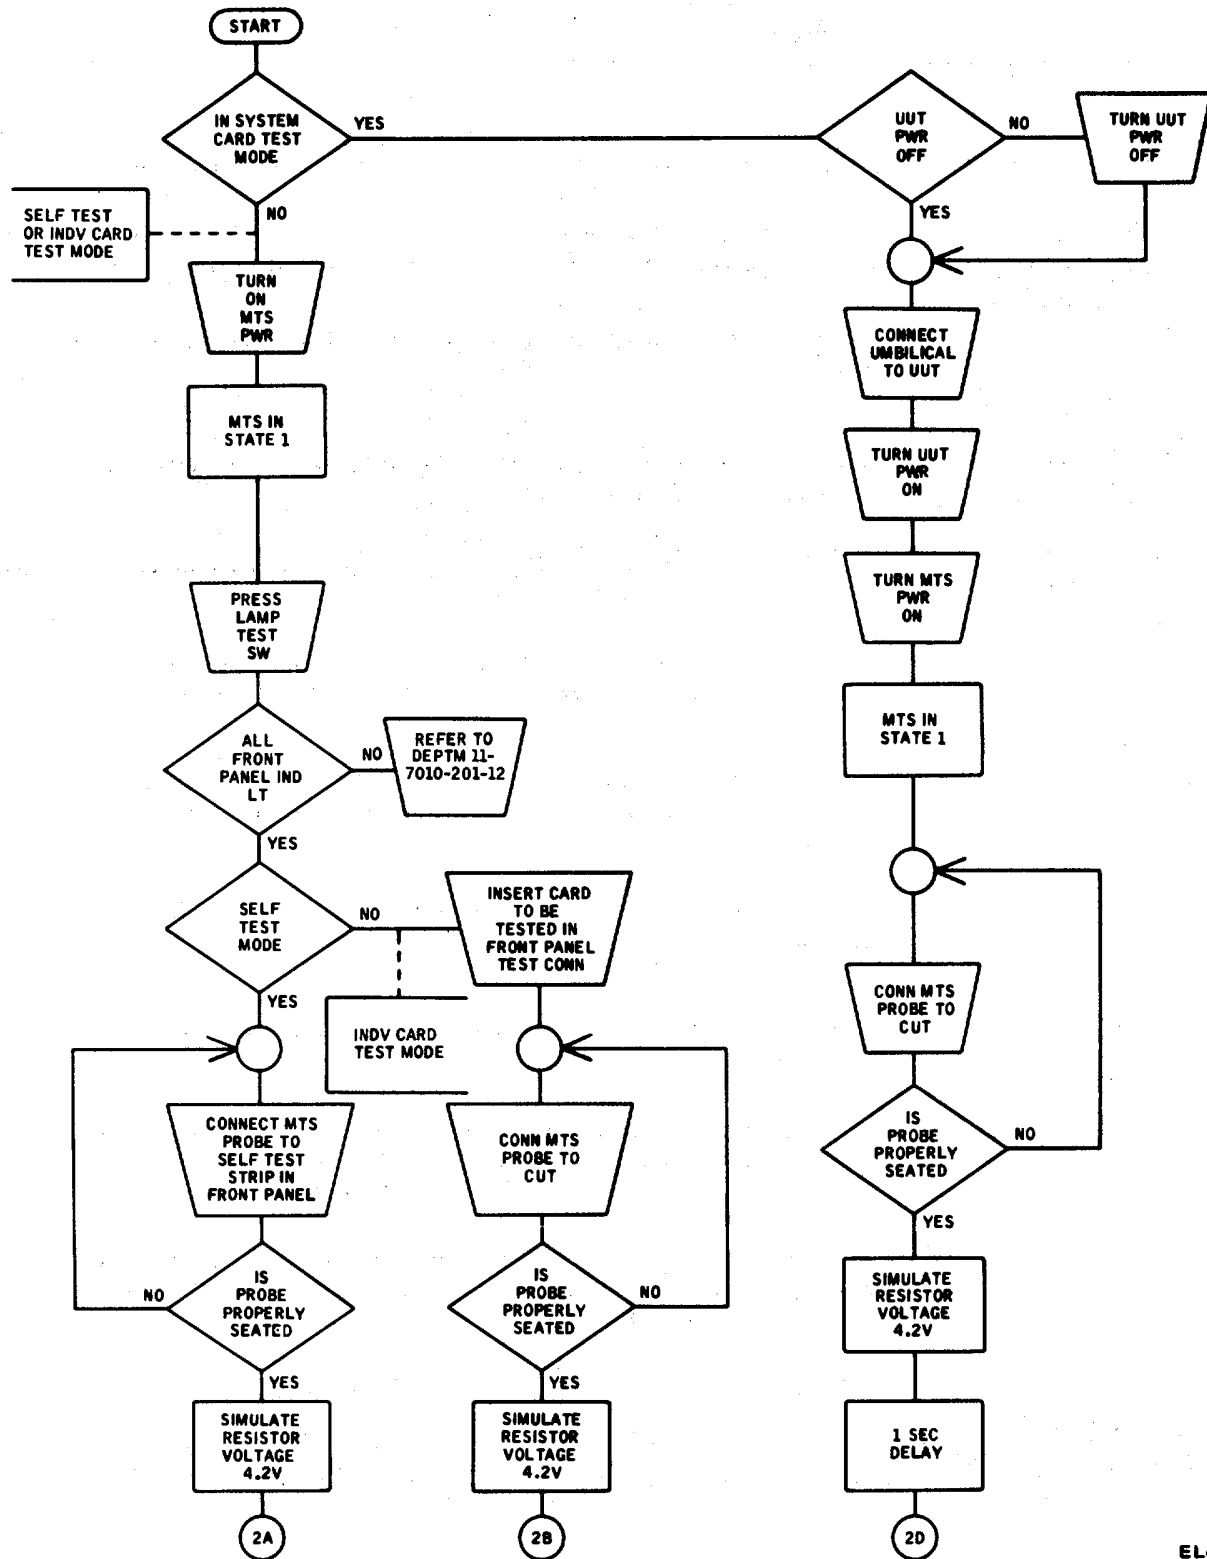 START
IN SYSTEM
CARD TEST
MODE
YES
NO
SELF TEST
OR INDV CARD
TEST MODE
TURN
ON
MTS
PWR
MTS IN
STATE 1
PRESS
LAMP
TEST
SW
ALL
FRONT
PANEL IND
LT
NO
REFER TO
DEPTM 11-
7010-201-12
YES
SELF
TEST
MODE
NO
INSERT CARD
TO BE
TESTED IN
FRONT PANEL
TEST CONN
YES
INDV CARD
TEST MODE
CONNECT MTS
PROBE TO
SELF TEST
STRIP IN
FRONT PANEL
IS
PROBE
PROPERLY
SEATED
NO
YES
SIMULATE
RESISTOR
VOLTAGE
4.2V
2A
CONN MTS
PROBE TO
CUT
IS
PROBE
PROPERLY
SEATED
NO
YES
SIMULATE
RESISTOR
VOLTAGE
4.2V
2B
UUT
PWR
OFF
NO
TURN UUT
PWR
OFF
YES
CONNECT
UMBILICAL
TO UUT
TURN UUT
PWR
ON
TURN MTS
PWR
ON
MTS IN
STATE 1
CONN MTS
PROBE TO
CUT
IS
PROBE
PROPERLY
SEATED
NO
YES
SIMULATE
RESISTOR
VOLTAGE
4.2V
1 SEC
DELAY
2D